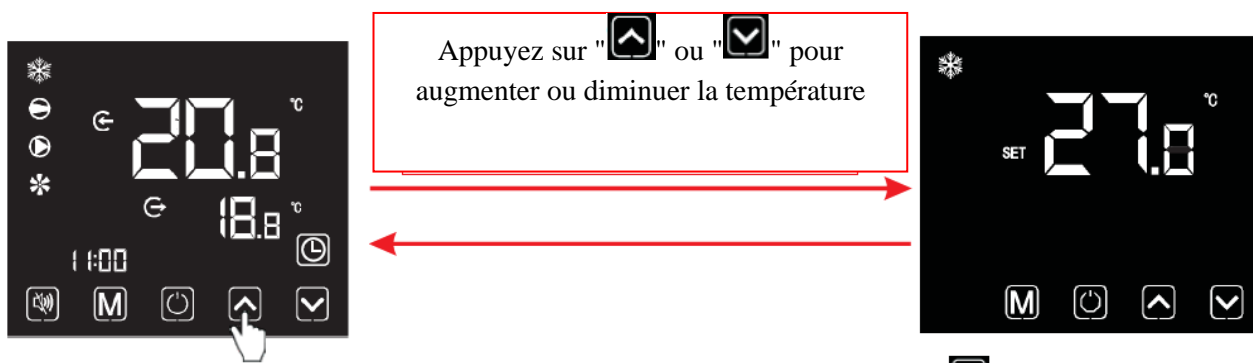 Appuyez sur "" ou "" pour
augmenter ou diminuer la température
20.8 °C
18.8 °C
11:00
M
°C
SET 27.8
M